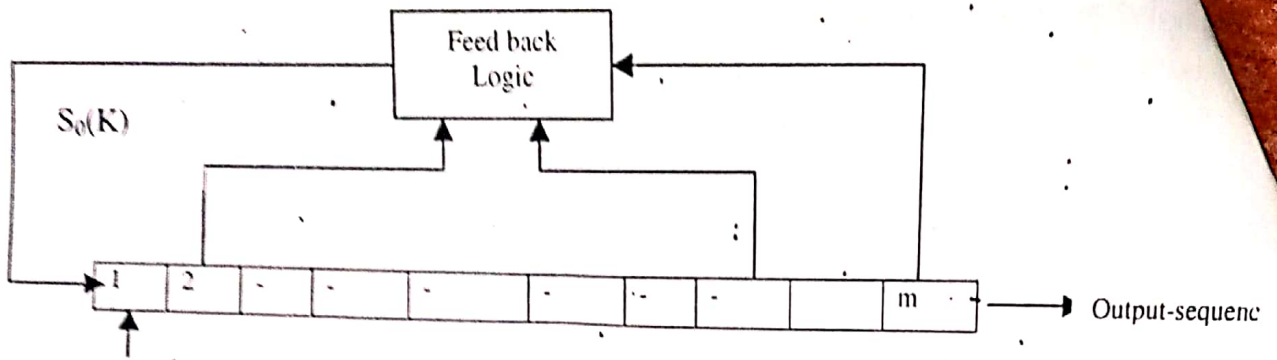 Feed back
Logic
S₀(K)
1 2 - - - - - - m
Output-sequenc